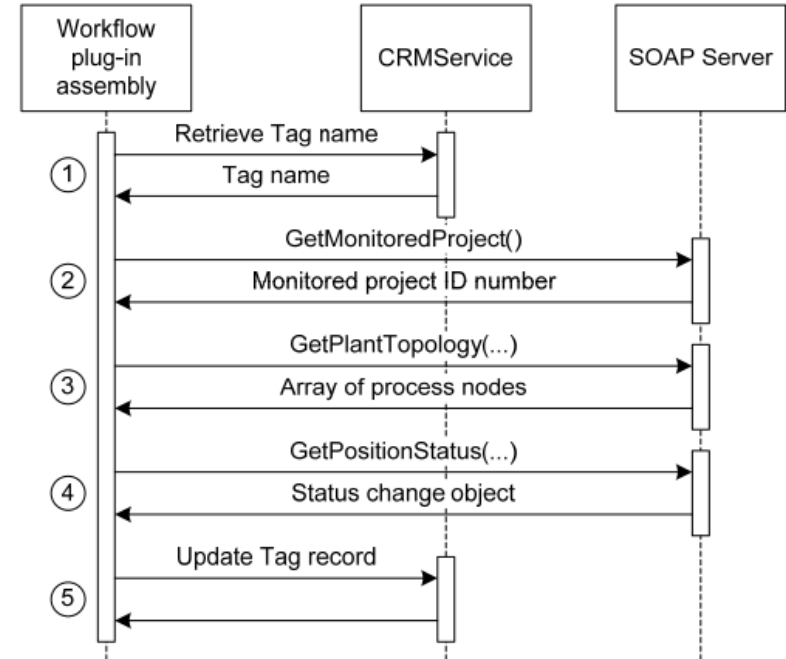 Workflow
plug-in
assembly
CRMService
SOAP Server
Retrieve Tag name
1
Tag name
GetMonitoredProject()
2
Monitored project ID number
GetPlantTopology(...)
3
Array of process nodes
GetPositionStatus(...)
4
Status change object
Update Tag record
5